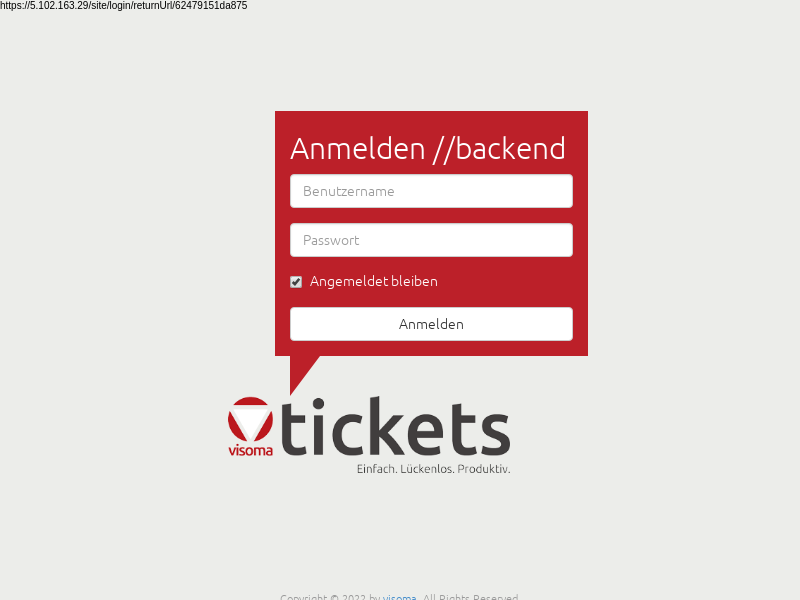 https://5.102.163.29/site/login/returnUrl/62479151da875
Anmelden //backend
Benutzername
Passwort
Angemeldet bleiben
Anmelden
tickets
visoma
Einfach. Lückenlos. Produktiv.
Copyright © 2022 by visoma. All Rights Reserved.